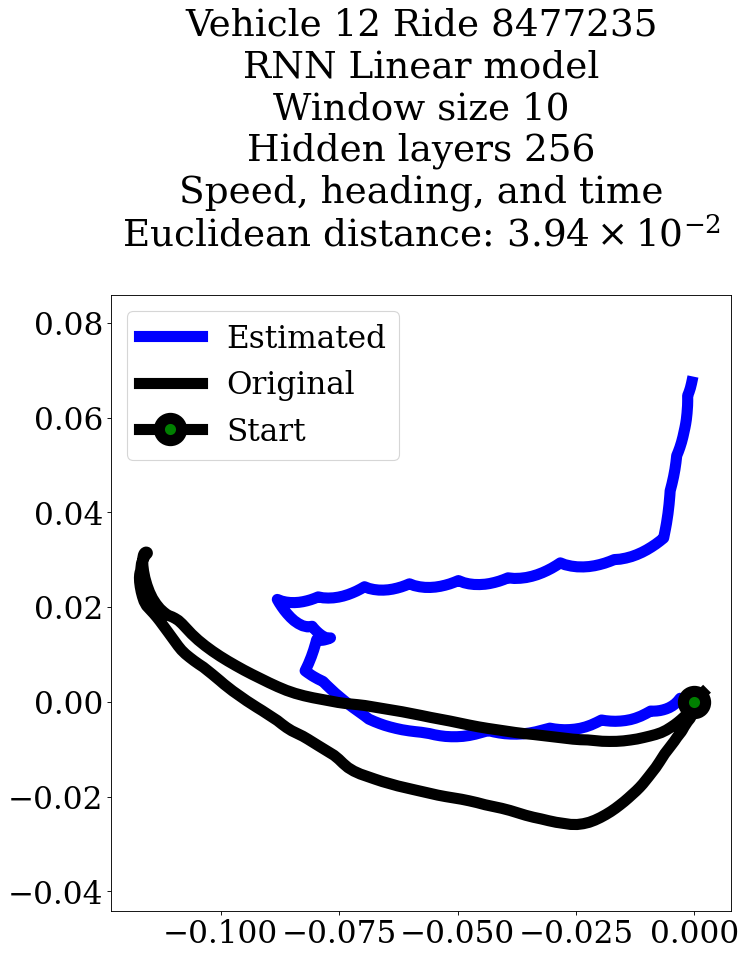 Vehicle 12 Ride 8477235
RNN Linear model
Window size 10
Hidden layers 256
Speed, heading, and time
Euclidean distance: 3.94 × 10⁻²
Estimated
Original
Start
0.08
0.06
0.04
0.02
0.00
−0.02
−0.04
−0.100 −0.075 −0.050 −0.025 0.000